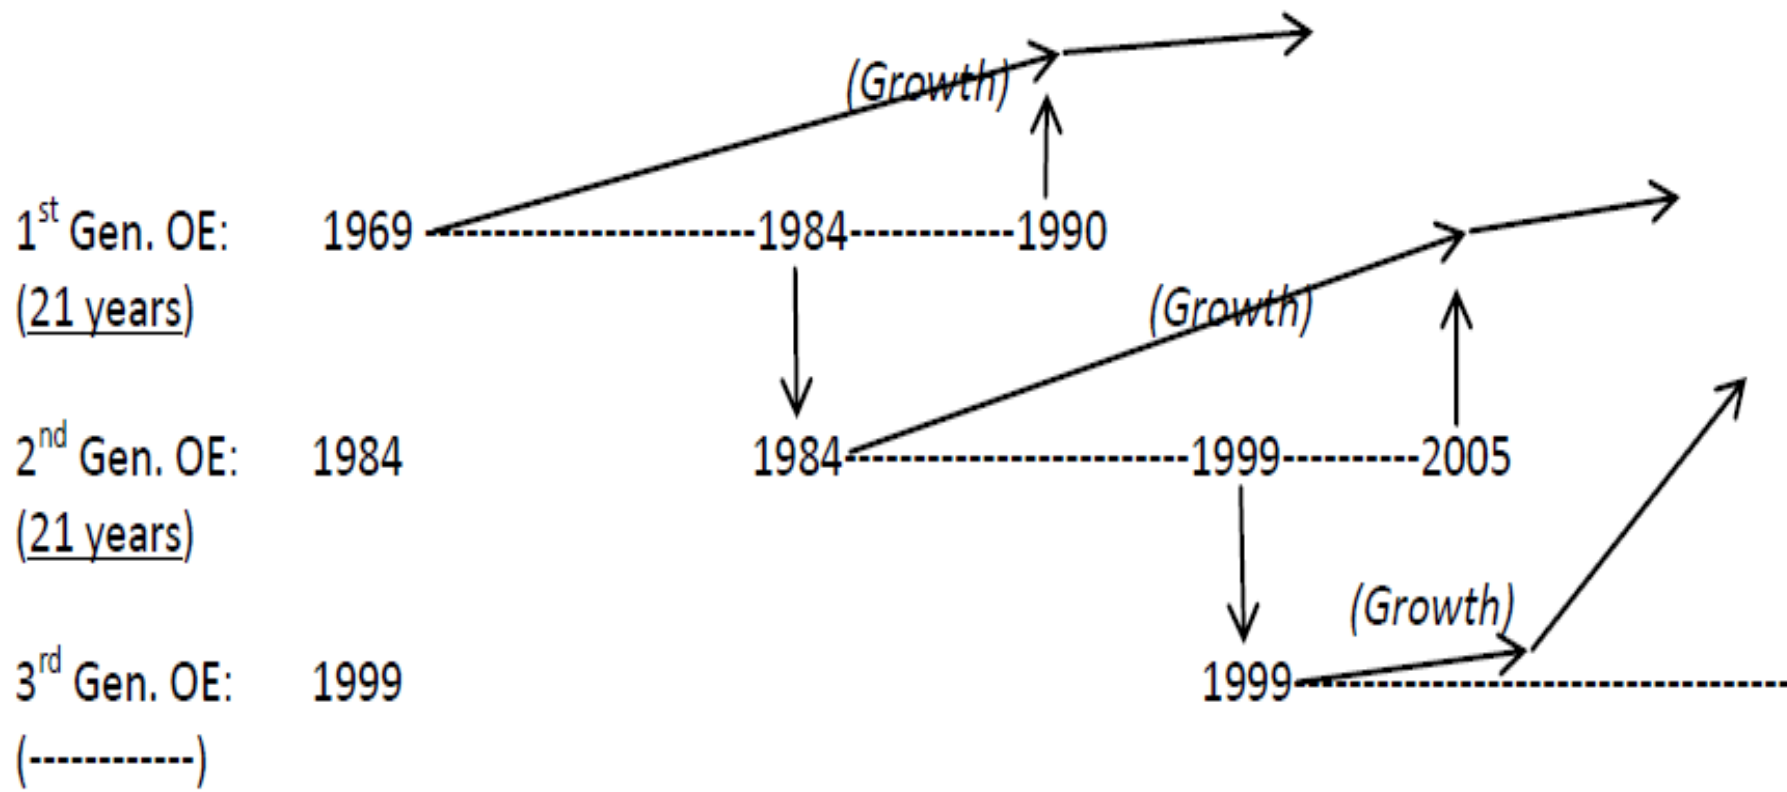 (Growth)
1st Gen. OE: 1969 ----------------------1984------------1990
(21 years)
(Growth)
2nd Gen. OE: 1984 1984-------------------------1999----------2005
(21 years)
(Growth)
3rd Gen. OE: 1999 1999------------------------------------
(------------)